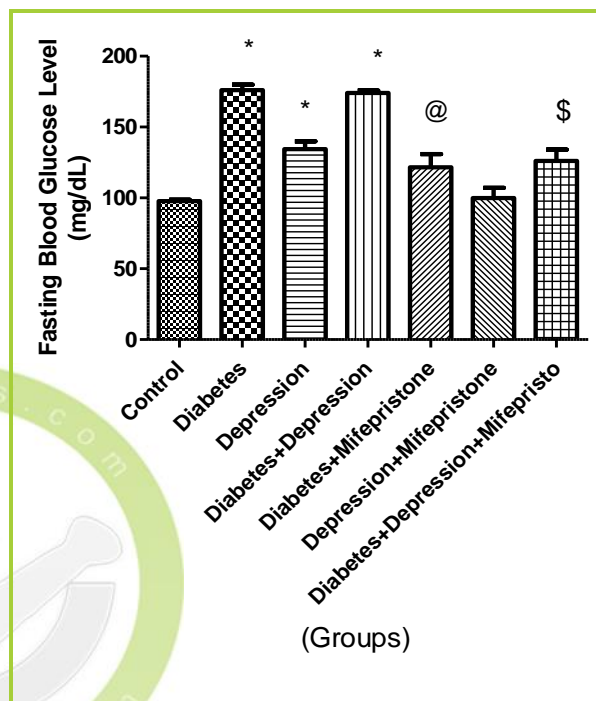 Fasting Blood Glucose Level
(mg/dL)
200
150
100
50
0
*
*
*
@
$
Control
Diabetes
Depression
Diabetes+Depression
Diabetes+Mifepristone
Depression+Mifepristone
Diabetes+Depression+Mifepristo
(Groups)
s.com